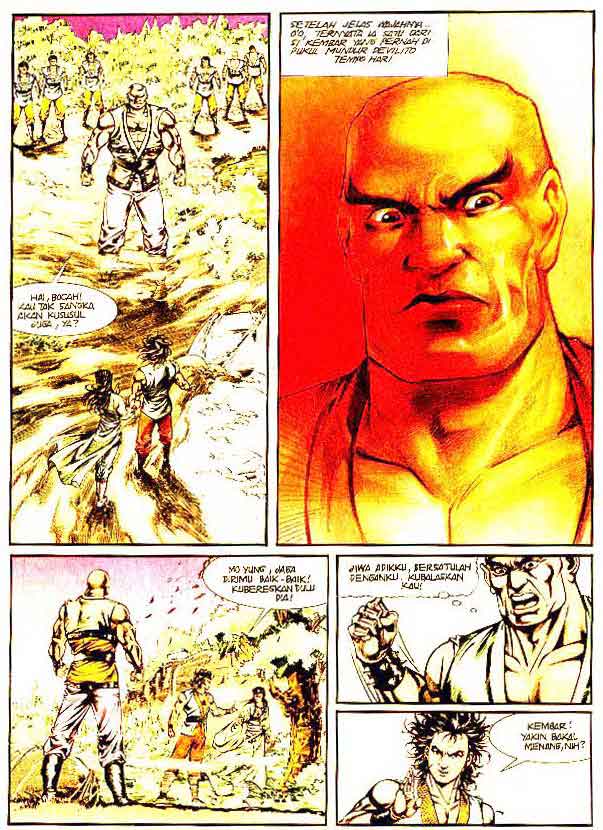 HAI, BOCAH!
KAU TAK SANGKA,
AKAN KUSUSUL
JUGA, YA?
SETELAH JELAS WAJAHNYA..
O'O, TERNYATA IA SATU DARI
SI KEMBAR YANG PERNAH DI
PUKUL MUNDUR DEVILITO
TEMPO HARI
MO YUNG, JAGA
DIRIMU BAIK-BAIK!
KUBERESKAN DULU
DIA!
JIWA ADIKKU, BERSATULAH
DENGANKU, KUBALASKAN
KAU!
KEMBAR!
YAKIN BAKAL
MENANG, NIH?